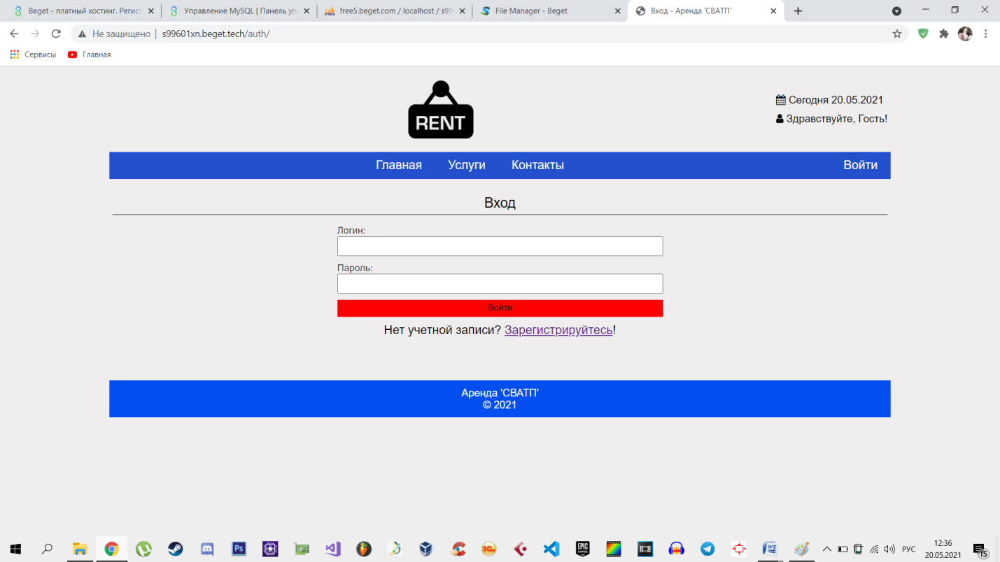 Beget - платный хостинг. Регист
Управление MySQL | Панель уп
free5.beget.com / localhost / s99
File Manager - Beget
Вход - Аренда 'СВАТП'
Не защищено | s99601xn.beget.tech/auth/
Сервисы
Главная
RENT
Сегодня 20.05.2021
Здравствуйте, Гость!
Главная
Услуги
Контакты
Войти
Вход
Логин:
Пароль:
Войти
Нет учетной записи? Зарегистрируйтесь!
Аренда 'СВАТП'
© 2021
РУС
12:36
20.05.2021
15